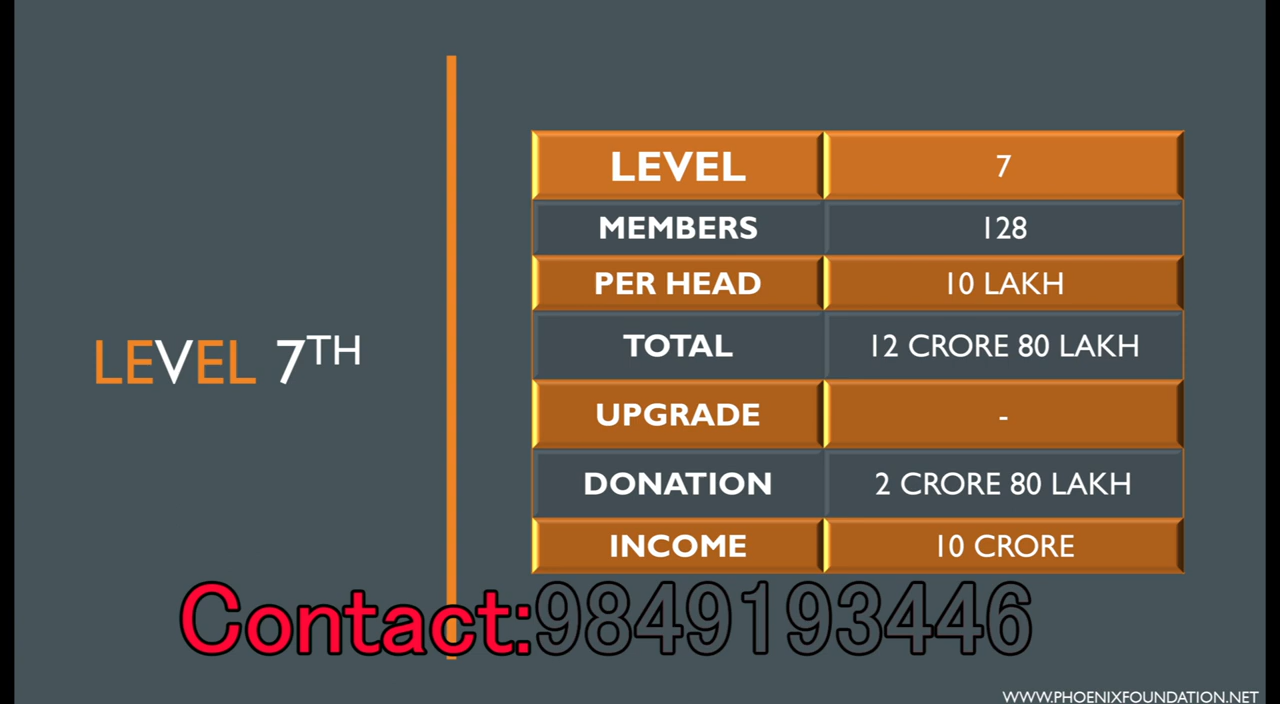 LEVEL 7TH
LEVEL 7
MEMBERS 128
PER HEAD 10 LAKH
TOTAL 12 CRORE 80 LAKH
UPGRADE -
DONATION 2 CRORE 80 LAKH
INCOME 10 CRORE
Contact:9849193446
WWW.PHOENIXFOUNDATION.NET